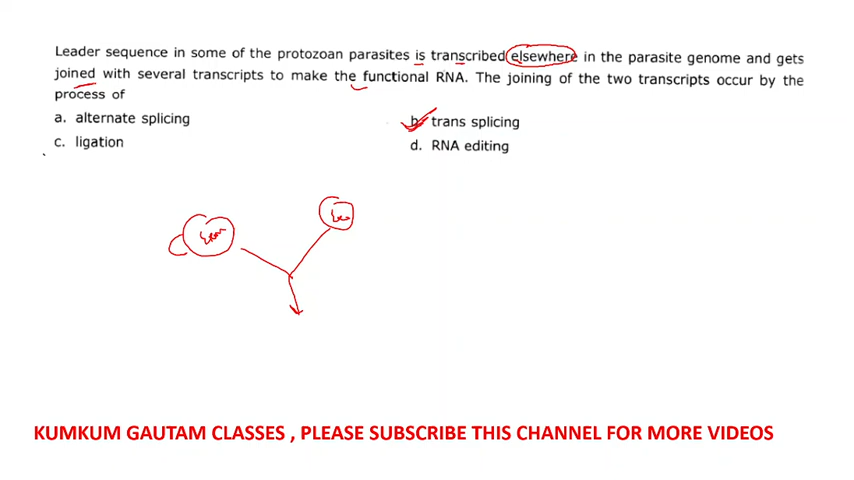 Leader sequence in some of the protozoan parasites is transcribed elsewhere in the parasite genome and gets
joined with several transcripts to make the functional RNA. The joining of the two transcripts occur by the
process of
a. alternate splicing
b. trans splicing
c. ligation
d. RNA editing
KUMKUM GAUTAM CLASSES , PLEASE SUBSCRIBE THIS CHANNEL FOR MORE VIDEOS